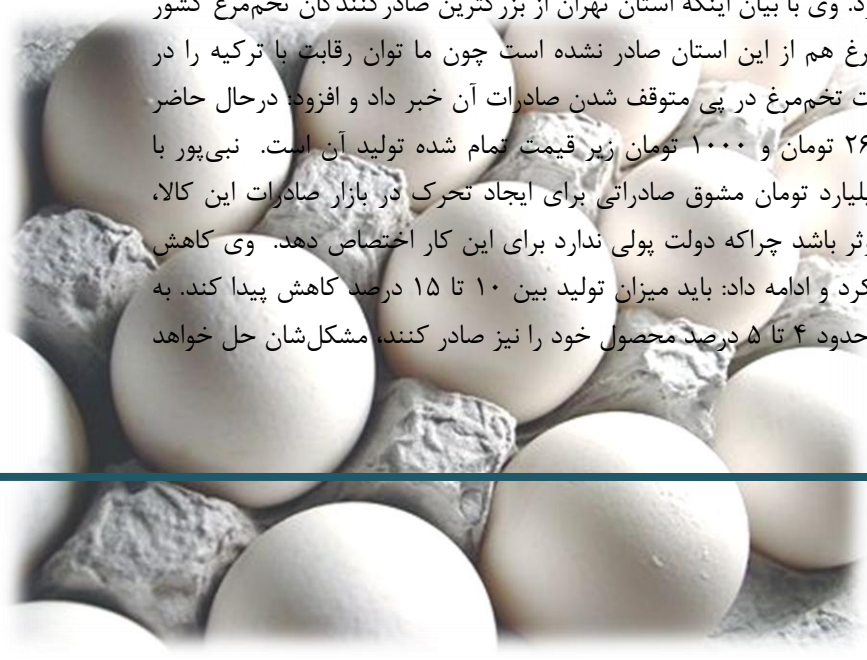 وی با بیان اینکه استان تهران از بزرگترین صادرکنندگان تخم‌مرغ کشور
هم از این استان صادر نشده است چون ما توان رقابت با ترکیه را در
تخم‌مرغ در پی متوقف شدن صادرات آن خبر داد و افزود: درحال حاضر
تومان و ۱۰۰۰ تومان زیر قیمت تمام شده تولید آن است. نبی‌پور با
تومان مشوق صادراتی برای ایجاد تحرک در بازار صادرات این کالا،
باشد چراکه دولت پولی ندارد برای این کار اختصاص دهد. وی کاهش
کرد و ادامه داد: باید میزان تولید بین ۱۰ تا ۱۵ درصد کاهش پیدا کند. به
حدود ۴ تا ۵ درصد محصول خود را نیز صادر کنند، مشکل‌شان حل خواهد